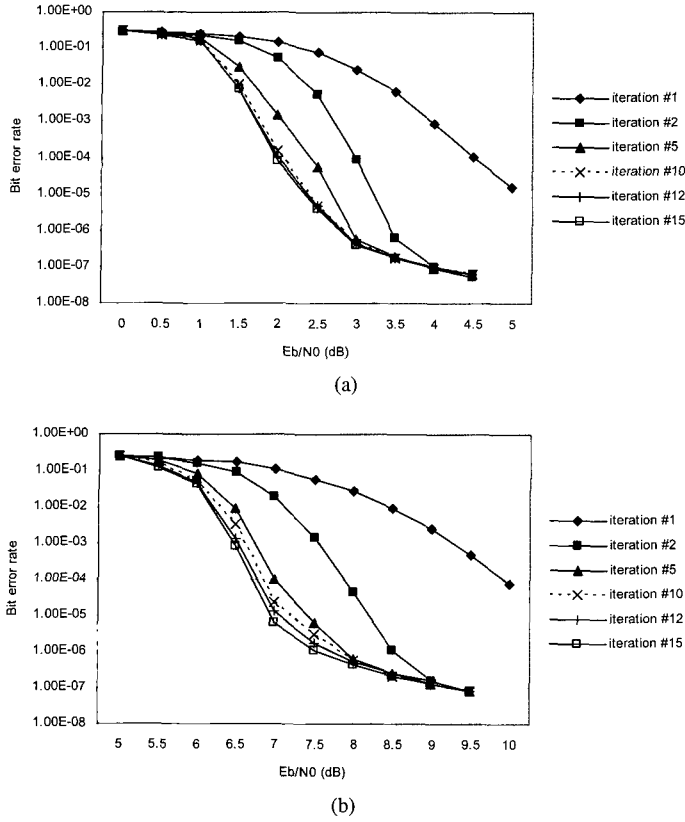 1.00E+00
1.00E-01
1.00E-02
1.00E-03
1.00E-04
1.00E-05
1.00E-06
1.00E-07
1.00E-08
Bit error rate
0 0.5 1 1.5 2 2.5 3 3.5 4 4.5 5
Eb/N0 (dB)
iteration #1
iteration #2
iteration #5
iteration #10
iteration #12
iteration #15
(a)
1.00E+00
1.00E-01
1.00E-02
1.00E-03
1.00E-04
1.00E-05
1.00E-06
1.00E-07
1.00E-08
Bit error rate
5 5.5 6 6.5 7 7.5 8 8.5 9 9.5 10
Eb/N0 (dB)
iteration #1
iteration #2
iteration #5
iteration #10
iteration #12
iteration #15
(b)